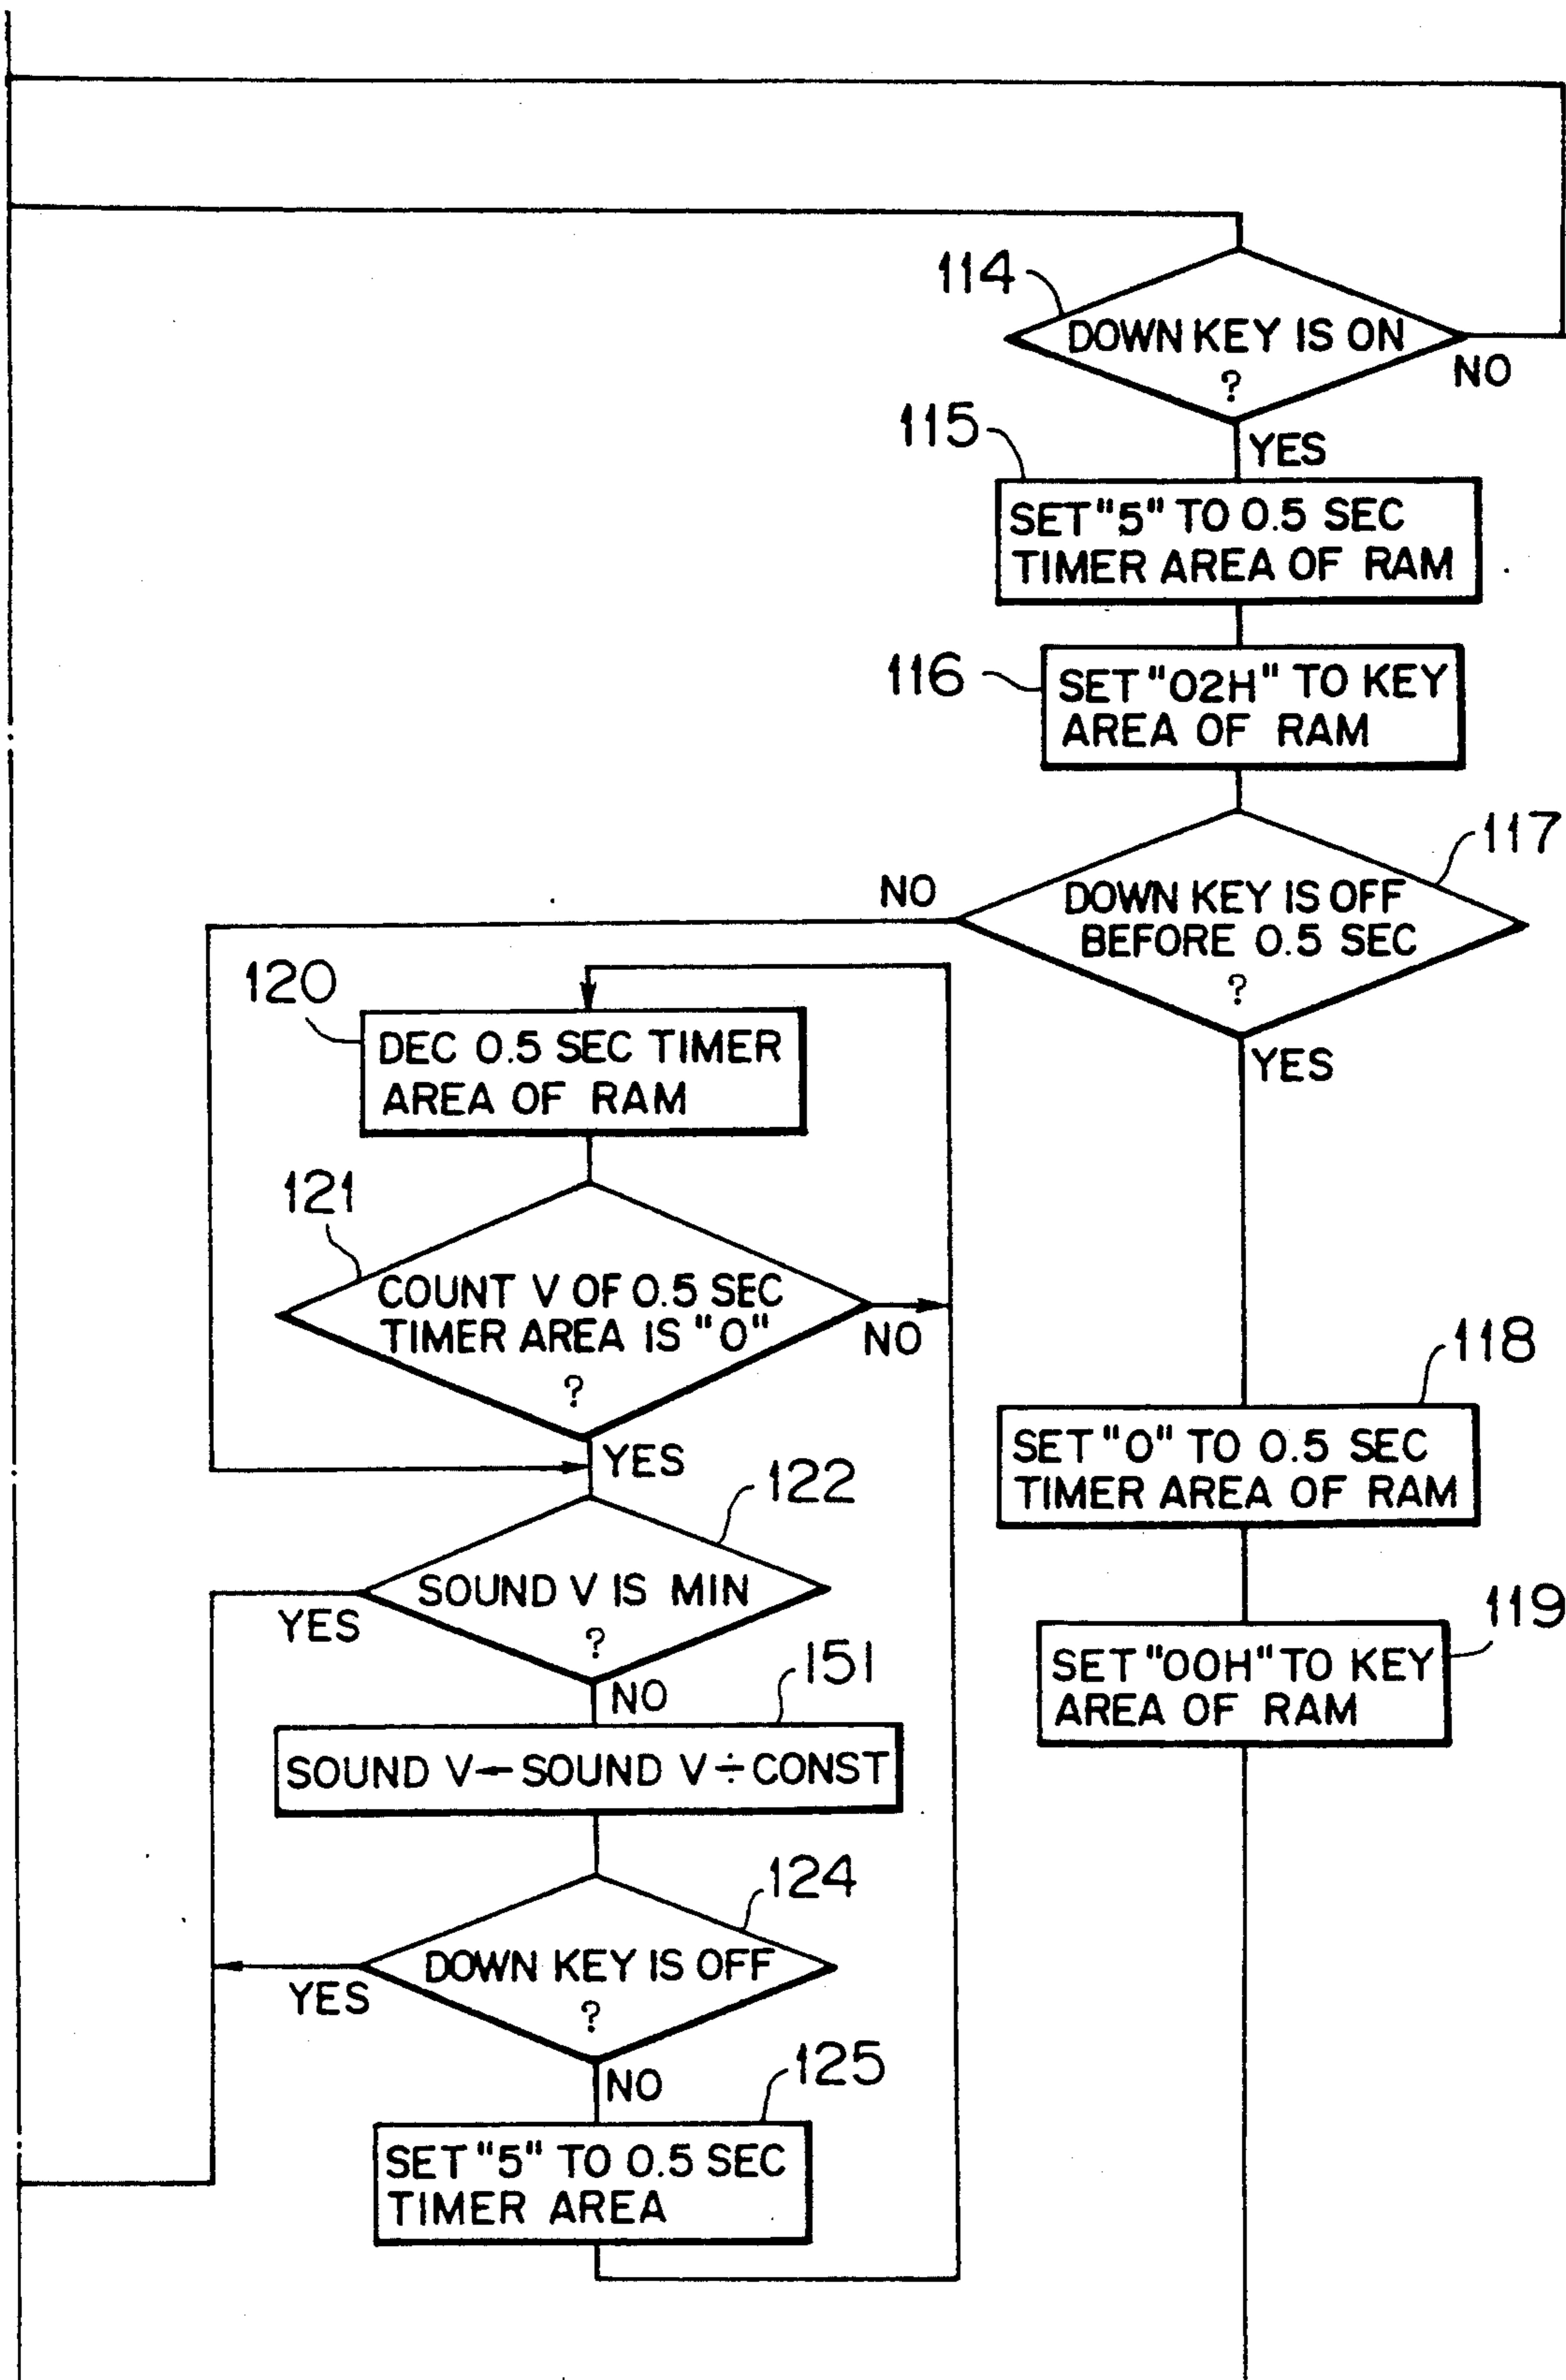 114
DOWN KEY IS ON
?
NO
YES
115
SET "5" TO 0.5 SEC
TIMER AREA OF RAM
116
SET "02H" TO KEY
AREA OF RAM
117
DOWN KEY IS OFF
BEFORE 0.5 SEC
?
NO
YES
120
DEC 0.5 SEC TIMER
AREA OF RAM
121
COUNT V OF 0.5 SEC
TIMER AREA IS "0"
?
NO
YES
118
SET "0" TO 0.5 SEC
TIMER AREA OF RAM
122
SOUND V IS MIN
?
YES
NO
119
SET "00H" TO KEY
AREA OF RAM
151
SOUND V←SOUND V÷CONST
124
DOWN KEY IS OFF
?
YES
NO
125
SET "5" TO 0.5 SEC
TIMER AREA